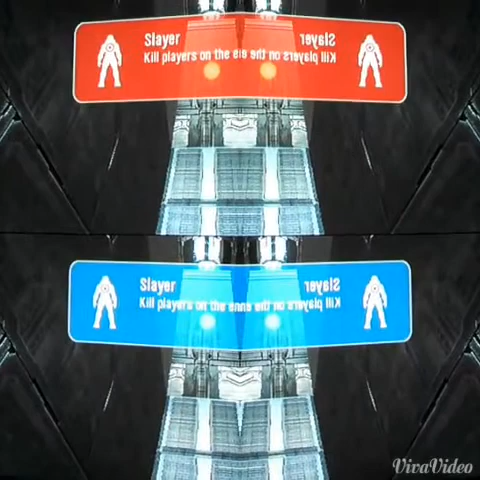 Slayer
Kill players on the
Slayer
Kill players on the
VivaVideo